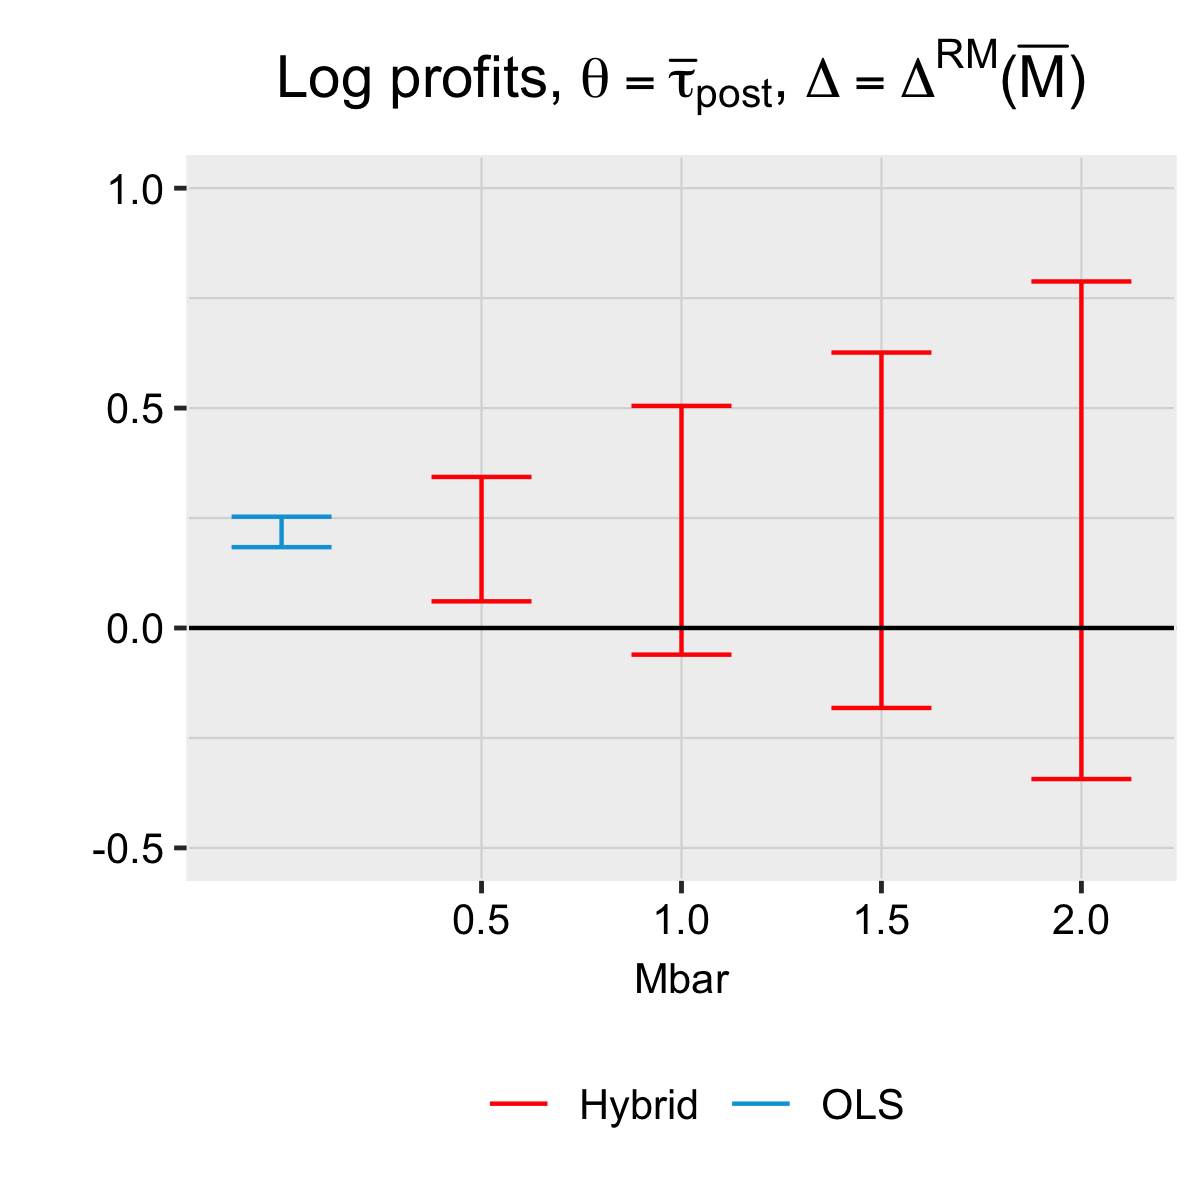 Log profits, θ = τ̅post, Δ = Δ^RM(M̅)
1.0
0.5
0.0
-0.5
0.5 1.0 1.5 2.0
Mbar
Hybrid OLS